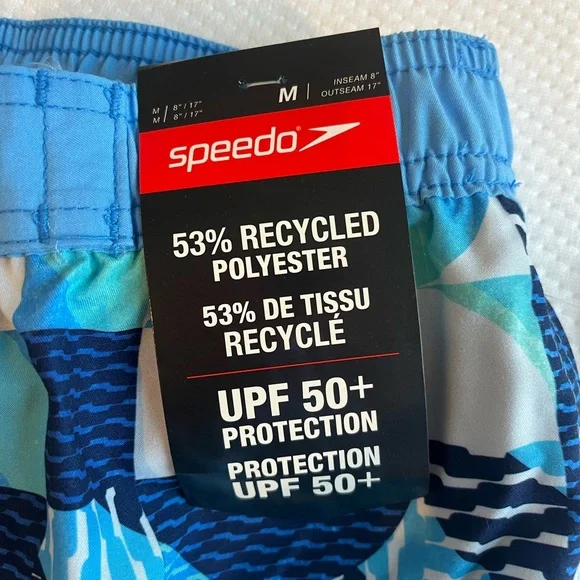 M | 8" / 17"
M | 8" / 17"
M | INSEAM 8"
OUTSEAM 17"
speedo
53% RECYCLED
POLYESTER
53% DE TISSU
RECYCLÉ
UPF 50+
PROTECTION
PROTECTION
UPF 50+